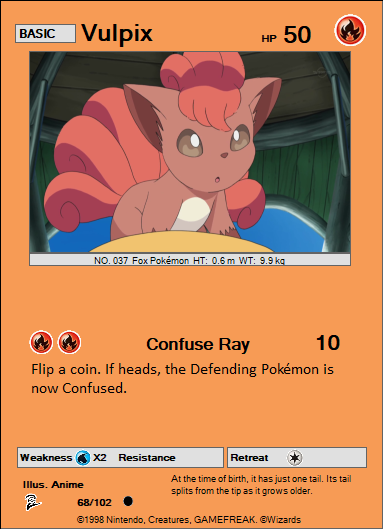 BASIC Vulpix HP 50
NO. 037 Fox Pokémon HT: 0.6 m WT: 9.9 kg
Confuse Ray 10
Flip a coin. If heads, the Defending Pokémon is
now Confused.
Weakness X2 Resistance Retreat
Illus. Anime
At the time of birth, it has just one tail. Its tail
splits from the tip as it grows older.
68/102
©1998 Nintendo, Creatures, GAMEFREAK. ©Wizards